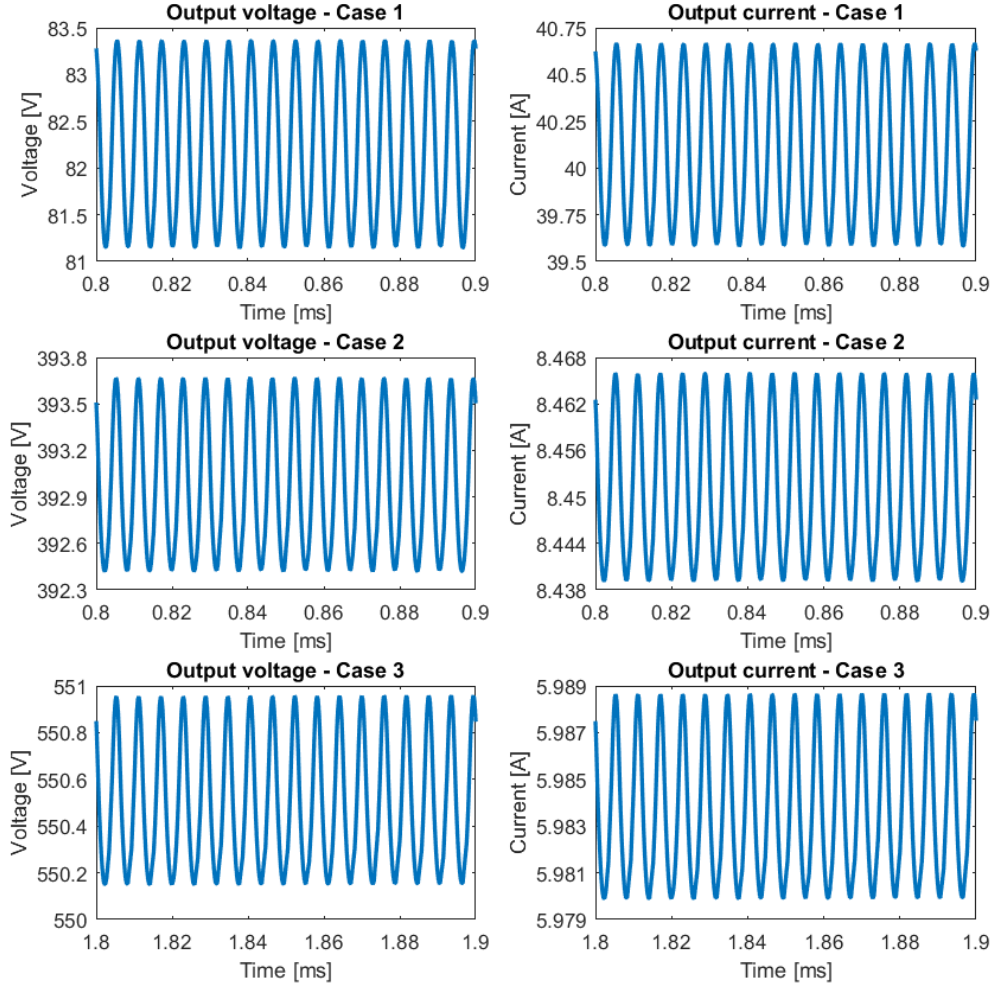 Output voltage - Case 1
Output current - Case 1
Voltage [V]
83.5
83
82.5
82
81.5
81
0.8 0.82 0.84 0.86 0.88 0.9
Time [ms]
Current [A]
40.75
40.5
40.25
40
39.75
39.5
0.8 0.82 0.84 0.86 0.88 0.9
Time [ms]
Output voltage - Case 2
Output current - Case 2
Voltage [V]
393.8
393.5
393.2
392.9
392.6
392.3
0.8 0.82 0.84 0.86 0.88 0.9
Time [ms]
Current [A]
8.468
8.462
8.456
8.45
8.444
8.438
0.8 0.82 0.84 0.86 0.88 0.9
Time [ms]
Output voltage - Case 3
Output current - Case 3
Voltage [V]
551
550.8
550.6
550.4
550.2
550
1.8 1.82 1.84 1.86 1.88 1.9
Time [ms]
Current [A]
5.989
5.987
5.985
5.983
5.981
5.979
1.8 1.82 1.84 1.86 1.88 1.9
Time [ms]